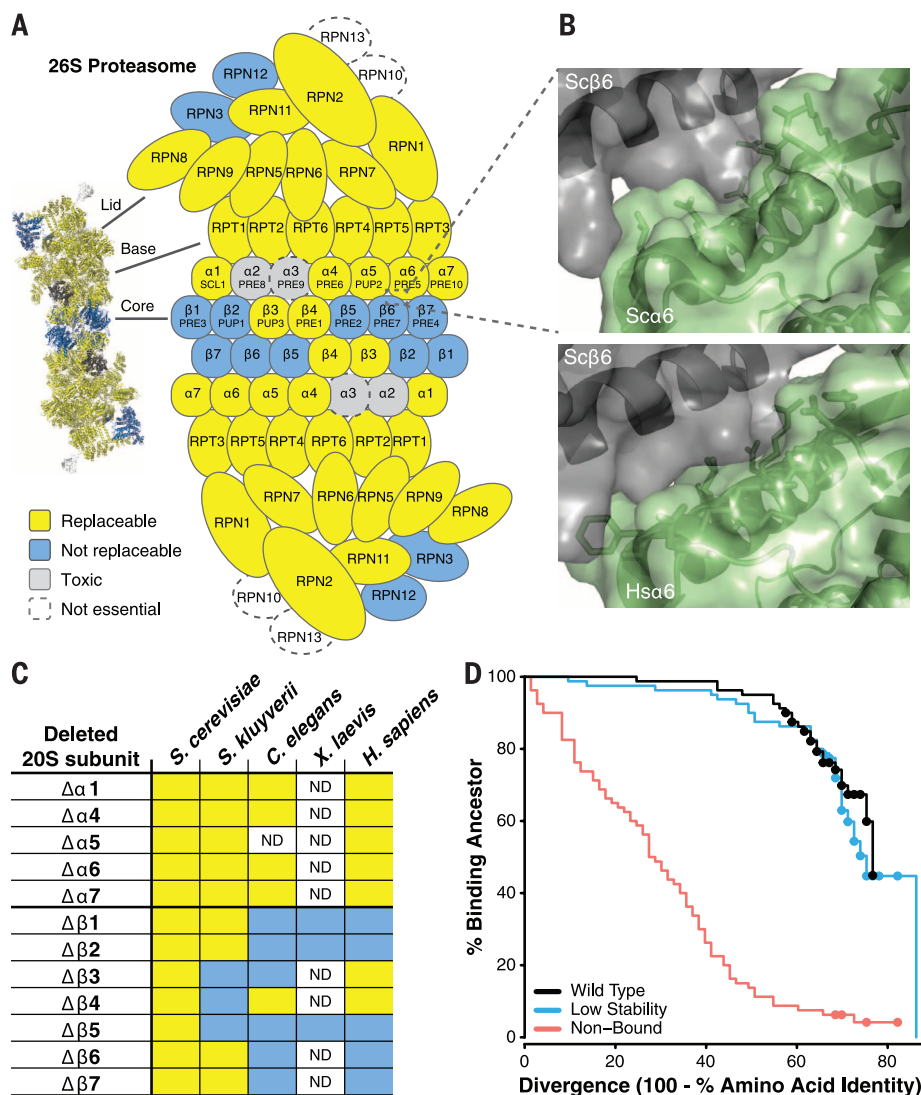 A
26S Proteasome
RPN13
RPN12
RPN10
RPN2
RPN3
RPN11
RPN1
RPN8
RPN9
RPN5
RPN6
RPN7
Lid
RPT1
RPT2
RPT6
RPT4
RPT5
RPT3
Base
α1
SCL1
α2
PRE8
α3
PRE9
α4
PRE6
α5
PUP2
α6
PRE5
α7
PRE10
Core
β1
PRE3
β2
PUP1
β3
PUP3
β4
PRE1
β5
PRE2
β6
PRE7
β7
PRE4
β7
β6
β5
β4
β3
β2
β1
α7
α6
α5
α4
α3
α2
α1
RPT3
RPT5
RPT4
RPT6
RPT2
RPT1
RPN7
RPN6
RPN5
RPN9
RPN8
RPN1
RPN11
RPN3
RPN2
RPN10
RPN12
RPN13
Replaceable
Not replaceable
Toxic
Not essential
B
Scβ6
Scα6
Scβ6
Hsα6
C
Deleted
20S subunit
S. cerevisiae
S. kluyverii
C. elegans
X. laevis
H. sapiens
Δα1 ND
Δα4 ND
Δα5 ND ND
Δα6 ND
Δα7 ND
Δβ1
Δβ2
Δβ3 ND
Δβ4 ND
Δβ5
Δβ6 ND
Δβ7 ND
D
% Binding Ancestor
100
80
60
40
20
0
Wild Type
Low Stability
Non-Bound
0 20 40 60 80
Divergence (100 - % Amino Acid Identity)